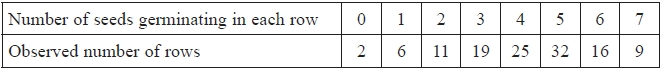 Number of seeds germinating in each row 0 1 2 3 4 5 6 7
Observed number of rows 2 6 11 19 25 32 16 9